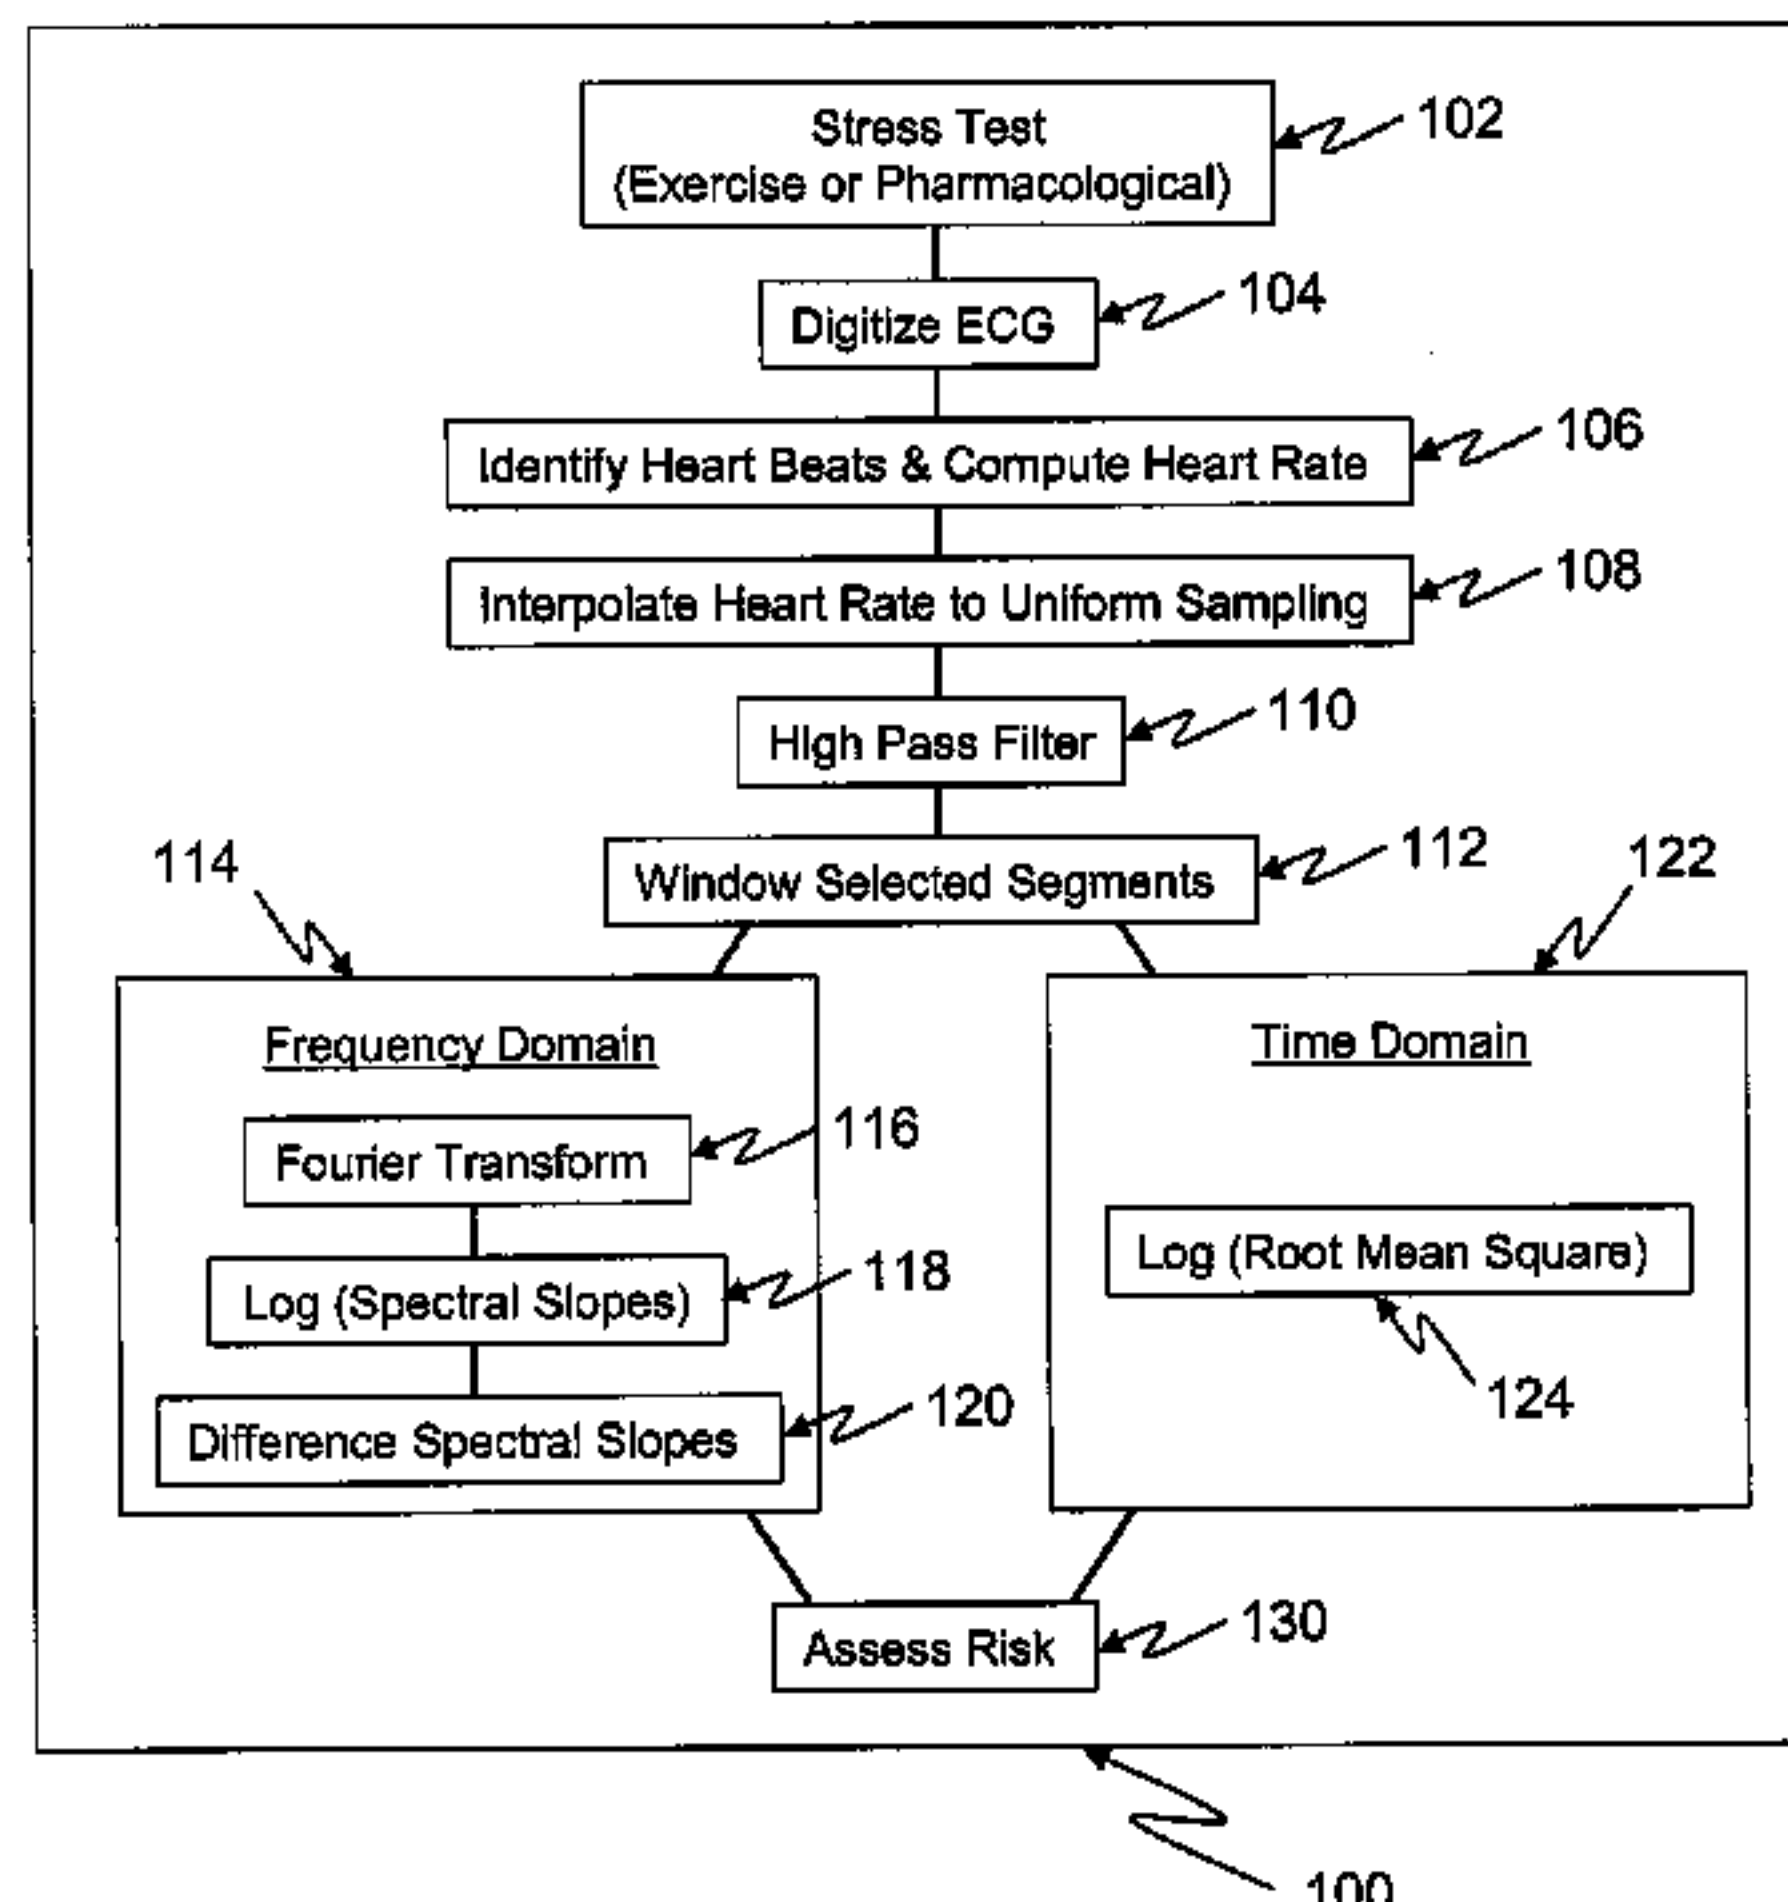 Stress Test
(Exercise or Pharmacological)
102
Digitize ECG
104
Identify Heart Beats & Compute Heart Rate
106
Interpolate Heart Rate to Uniform Sampling
108
High Pass Filter
110
Window Selected Segments
112
114
122
Frequency Domain
Fourier Transform
116
Log (Spectral Slopes)
118
Difference Spectral Slopes
120
Time Domain
Log (Root Mean Square)
124
Assess Risk
130
100